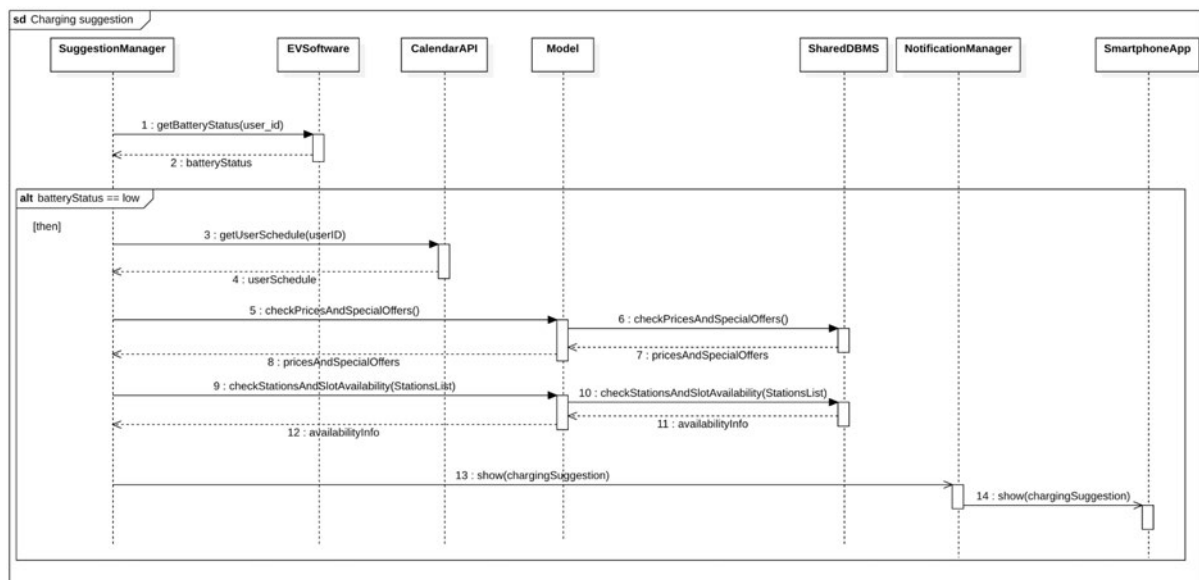 sd Charging suggestion
SuggestionManager
EVSoftware
CalendarAPI
Model
SharedDBMS
NotificationManager
SmartphoneApp
1 : getBatteryStatus(user_id)
2 : batteryStatus
alt batteryStatus == low
[then]
3 : getUserSchedule(userID)
4 : userSchedule
5 : checkPricesAndSpecialOffers()
6 : checkPricesAndSpecialOffers()
7 : pricesAndSpecialOffers
8 : pricesAndSpecialOffers
9 : checkStationsAndSlotAvailability(StationsList)
10 : checkStationsAndSlotAvailability(StationsList)
11 : availabilityInfo
12 : availabilityInfo
13 : show(chargingSuggestion)
14 : show(chargingSuggestion)